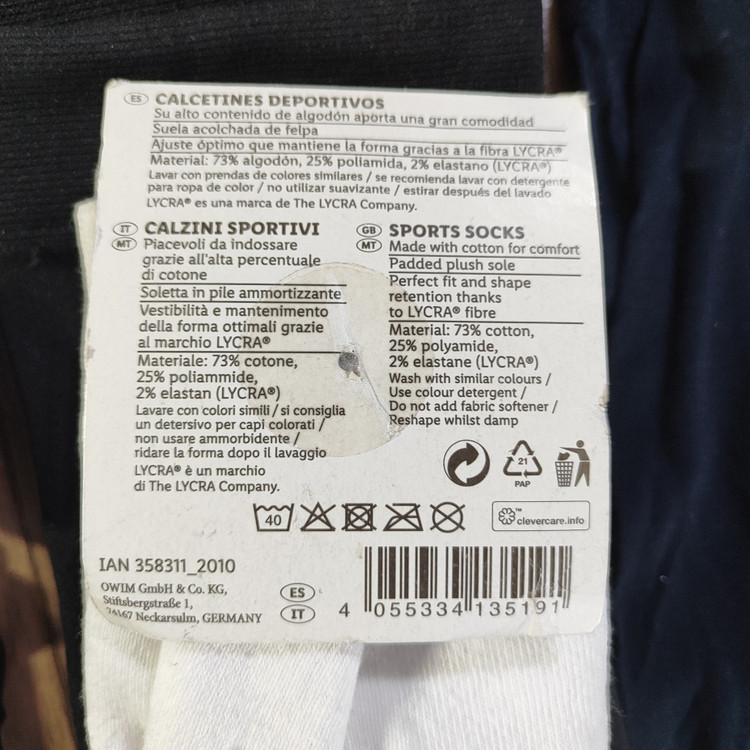 ES CALCETINES DEPORTIVOS
Su alto contenido de algodón aporta una gran comodidad
Suela acolchada de felpa
Ajuste óptimo que mantiene la forma gracias a la fibra LYCRA®
Material: 73% algodón, 25% poliamida, 2% elastano (LYCRA®)
Lavar con prendas de colores similares / se recomienda lavar con detergente
para ropa de color / no utilizar suavizante / estirar después del lavado
LYCRA® es una marca de The LYCRA Company.
IT CALZINI SPORTIVI
MT Piacevoli da indossare
grazie all'alta percentuale
di cotone
Soletta in pile ammortizzante
Vestibilità e mantenimento
della forma ottimali grazie
al marchio LYCRA®
Materiale: 73% cotone,
25% poliammide,
2% elastan (LYCRA®)
Lavare con colori simili / si consiglia
un detersivo per capi colorati /
non usare ammorbidente /
ridare la forma dopo il lavaggio
LYCRA® è un marchio
di The LYCRA Company.
GB SPORTS SOCKS
MT Made with cotton for comfort
Padded plush sole
Perfect fit and shape
retention thanks
to LYCRA® fibre
Material: 73% cotton,
25% polyamide,
2% elastane (LYCRA®)
Wash with similar colours /
Use colour detergent /
Do not add fabric softener /
Reshape whilst damp
21
PAP
40
clevercare.info™
IAN 358311_2010
OWIM GmbH & Co. KG,
Stiftsbergstraße 1,
74167 Neckarsulm, GERMANY
ES
IT
4 055334 135191